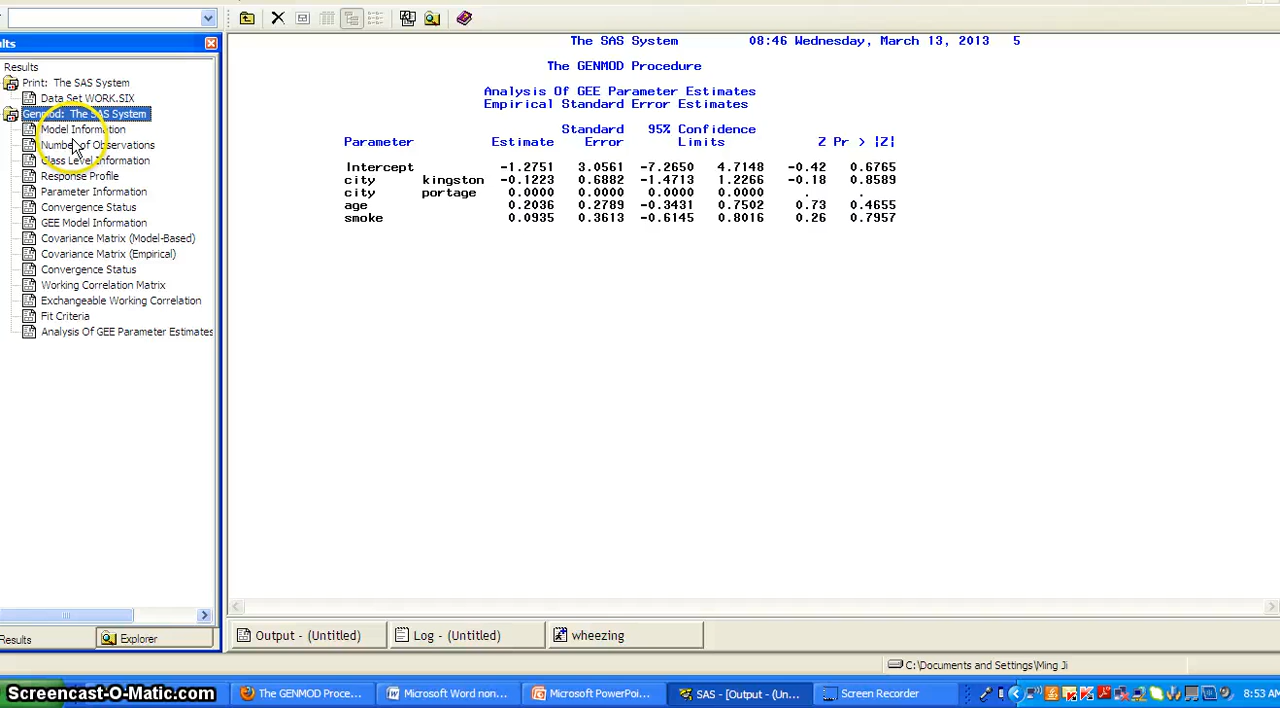 The SAS System 08:46 Wednesday, March 13, 2013 5
The GENMOD Procedure
Analysis Of GEE Parameter Estimates
Empirical Standard Error Estimates
Standard 95% Confidence
Parameter Estimate Error Limits Z Pr > |Z|
Intercept -1.2751 3.0561 -7.2650 4.7148 -0.42 0.6765
city kingston -0.1223 0.6882 -1.4713 1.2266 -0.18 0.8589
city portage 0.0000 0.0000 0.0000 0.0000 . .
age 0.2036 0.2789 -0.3431 0.7502 0.73 0.4655
smoke 0.0935 0.3613 -0.6145 0.8016 0.26 0.7957
lts
Results
Print: The SAS System
Data Set WORK.SIX
Genmod: The SAS System
Model Information
Number of Observations
Class Level Information
Response Profile
Parameter Information
Convergence Status
GEE Model Information
Covariance Matrix (Model-Based)
Covariance Matrix (Empirical)
Convergence Status
Working Correlation Matrix
Exchangeable Working Correlation
Fit Criteria
Analysis Of GEE Parameter Estimates
Results Explorer
Output - (Untitled) Log - (Untitled) wheezing
C:\Documents and Settings\Ming Ji
Screencast-O-Matic.com The GENMOD Proce... Microsoft Word non... Microsoft PowerPoi... SAS - [Output - (Un... Screen Recorder 8:53 AM